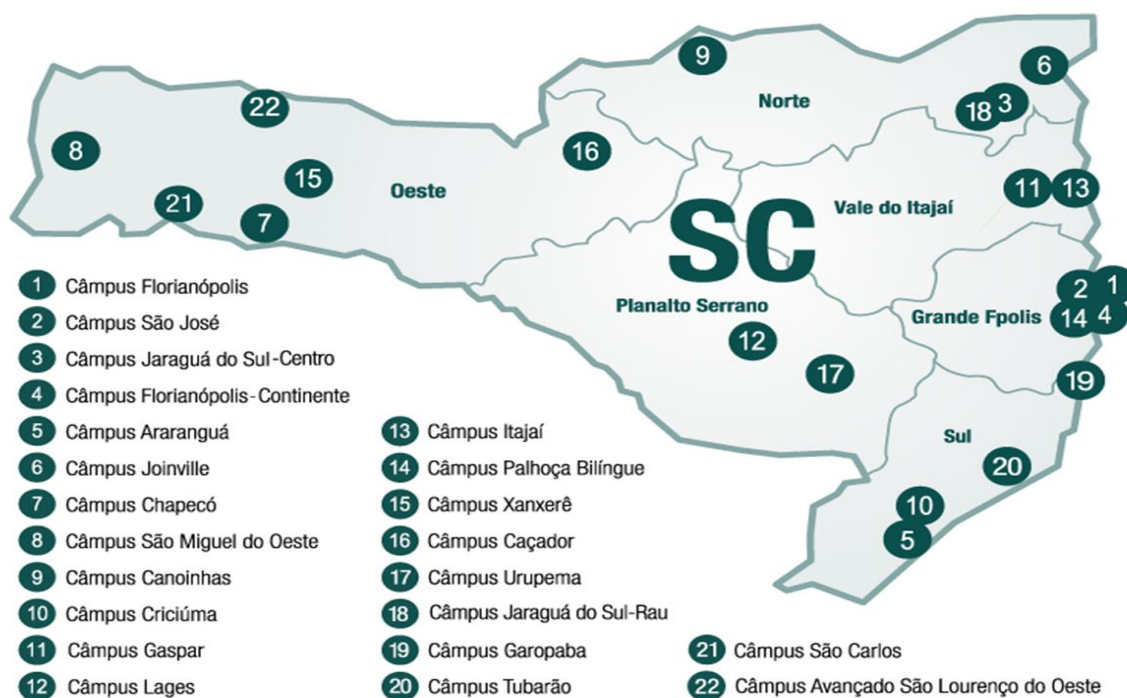 9
6
22
Norte
3
18
8
16
15
11
13
Oeste
21
Vale do Itajaí
7
SC
1
2
Planalto Serrano
Grande Fpolis
14
4
12
17
19
Sul
20
10
5
1 Câmpus Florianópolis
2 Câmpus São José
3 Câmpus Jaraguá do Sul-Centro
4 Câmpus Florianópolis-Continente
5 Câmpus Araranguá
6 Câmpus Joinville
7 Câmpus Chapecó
8 Câmpus São Miguel do Oeste
9 Câmpus Canoinhas
10 Câmpus Criciúma
11 Câmpus Gaspar
12 Câmpus Lages
13 Câmpus Itajaí
14 Câmpus Palhoça Bilíngue
15 Câmpus Xanxerê
16 Câmpus Caçador
17 Câmpus Urupema
18 Câmpus Jaraguá do Sul-Rau
19 Câmpus Garopaba
20 Câmpus Tubarão
21 Câmpus São Carlos
22 Câmpus Avançado São Lourenço do Oeste